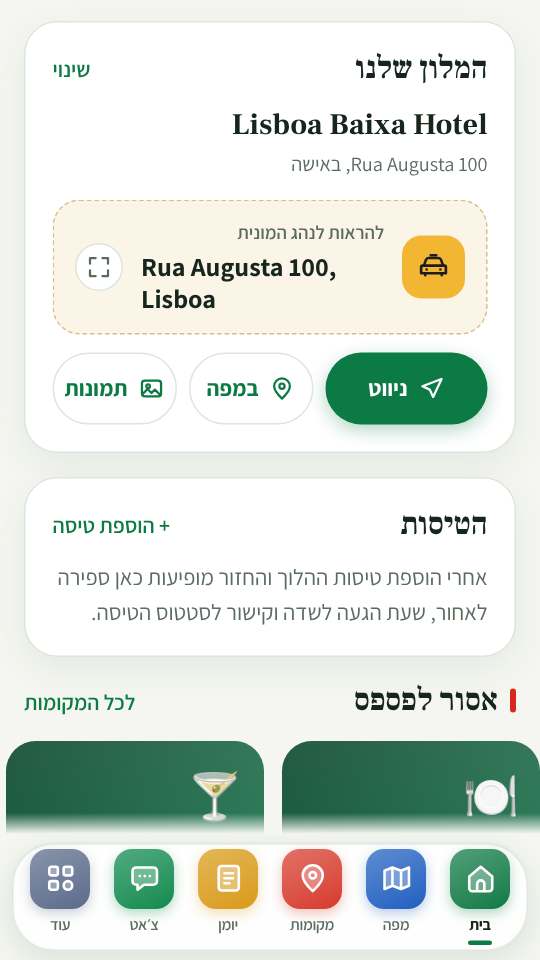 המלון שלנו
שינוי
Lisboa Baixa Hotel
Rua Augusta 100, באישה
להראות לנהג המונית
Rua Augusta 100,
Lisboa
ניווט
במפה
תמונות
הטיסות
+ הוספת טיסה
אחרי הוספת טיסות ההלוך והחזור מופיעות כאן ספירה
לאחור, שעת הגעה לשדה וקישור לסטטוס הטיסה.
אסור לפספס
לכל המקומות
בית
מפה
מקומות
יומן
צ'אט
עוד